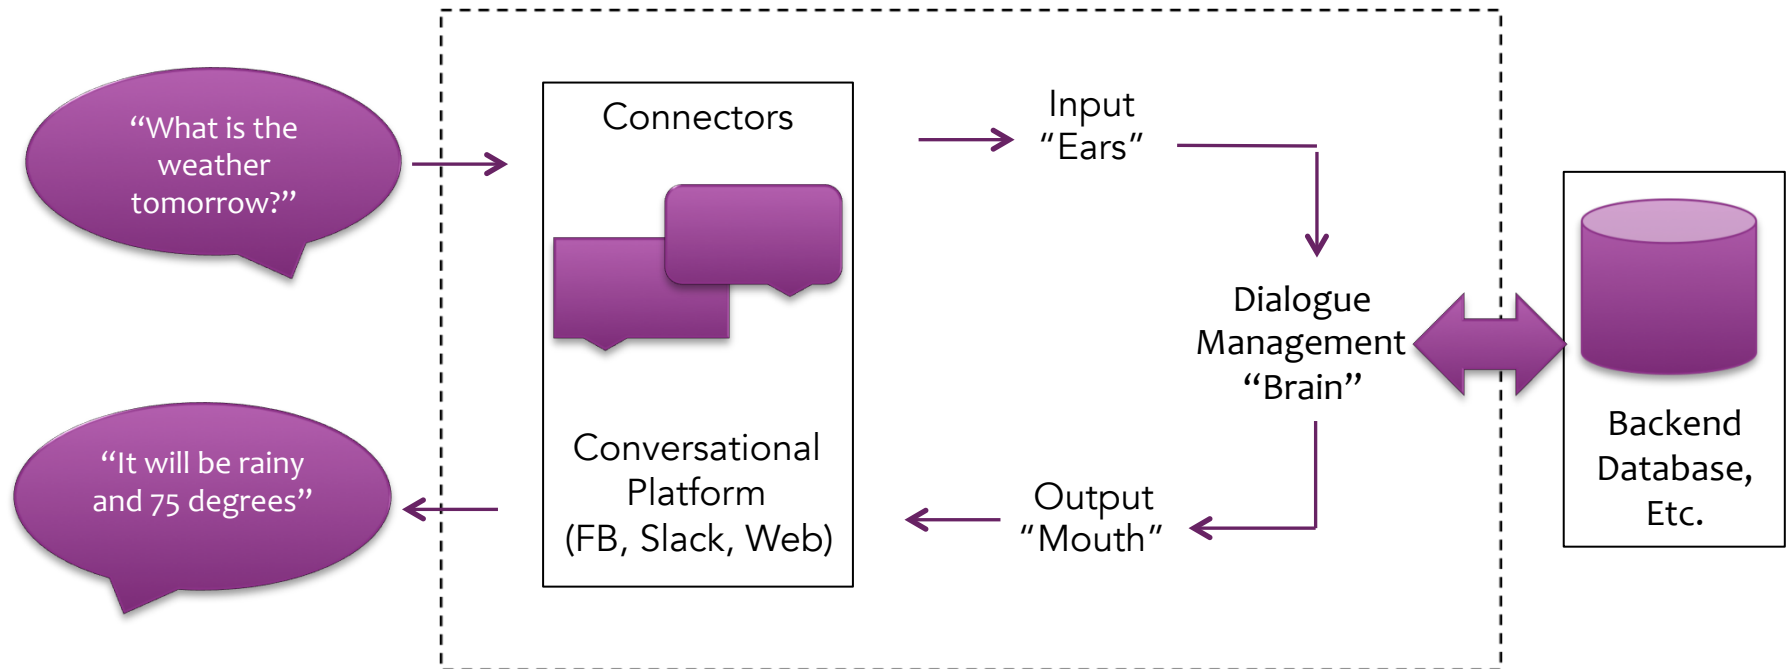 “What is the
weather
tomorrow?”
Connectors
Input
“Ears”
Dialogue
Management
“Brain”
Backend
Database,
Etc.
Output
“Mouth”
Conversational
Platform
(FB, Slack, Web)
“It will be rainy
and 75 degrees”